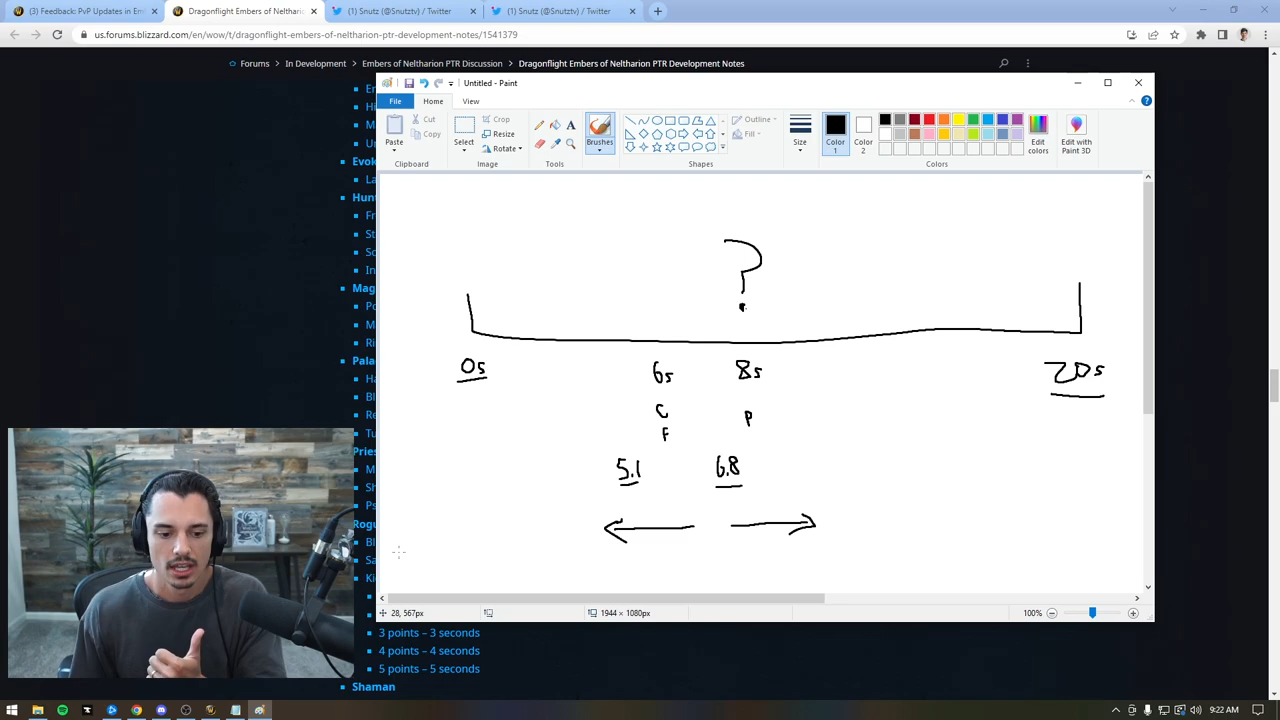 (3) Feedback: PvP Updates in Em
Dragonflight Embers of Neltharion
(1) Snutz (@Snutztv) / Twitter
(1) Snutz (@Snutztv) / Twitter
us.forums.blizzard.com/en/wow/t/dragonflight-embers-of-neltharion-ptr-development-notes/1541379
Forums > In Development > Embers of Neltharion PTR Discussion > Dragonflight Embers of Neltharion PTR Development Notes
Untitled - Paint
File Home View
Paste Cut Copy Clipboard
Select Crop Resize Rotate Image
Tools
Brushes
Outline Fill Shapes
Size
Color 1 Color 2
Edit colors Colors
Edit with Paint 3D
Evok
Hunt
Mag
Pala
Pries
Rogu
?
0s 6s 8s 20s
C P
F
5.1 6.8
28, 567px 1944 × 1080px 100%
3 points – 3 seconds
4 points – 4 seconds
5 points – 5 seconds
Shaman
9:22 AM